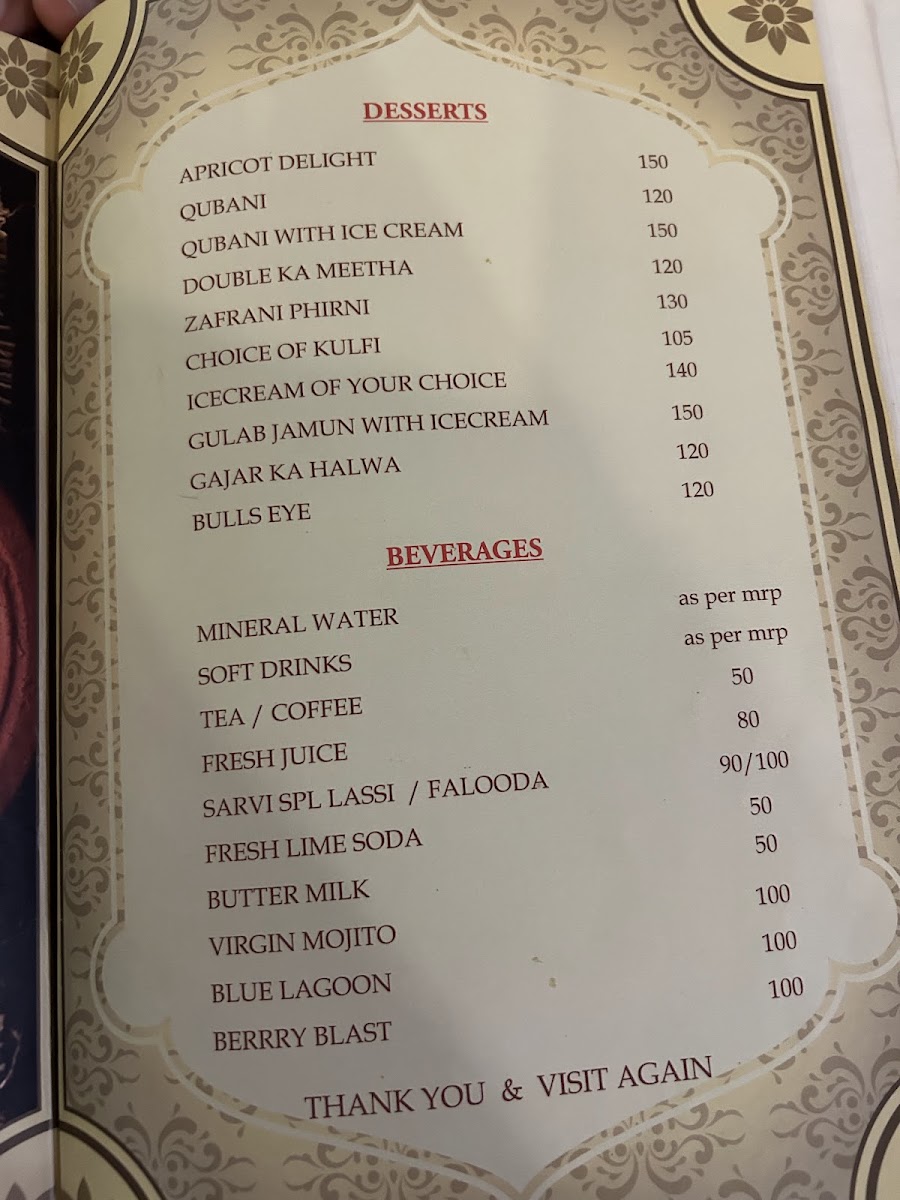 DESSERTS
APRICOT DELIGHT 150
QUBANI 120
QUBANI WITH ICE CREAM 150
DOUBLE KA MEETHA 120
ZAFRANI PHIRNI 130
CHOICE OF KULFI 105
ICECREAM OF YOUR CHOICE 140
GULAB JAMUN WITH ICECREAM 150
GAJAR KA HALWA 120
BULLS EYE 120
BEVERAGES
MINERAL WATER as per mrp
SOFT DRINKS as per mrp
TEA / COFFEE 50
FRESH JUICE 80
SARVI SPL LASSI / FALOODA 90/100
FRESH LIME SODA 50
BUTTER MILK 50
VIRGIN MOJITO 100
BLUE LAGOON 100
BERRRY BLAST 100
THANK YOU & VISIT AGAIN